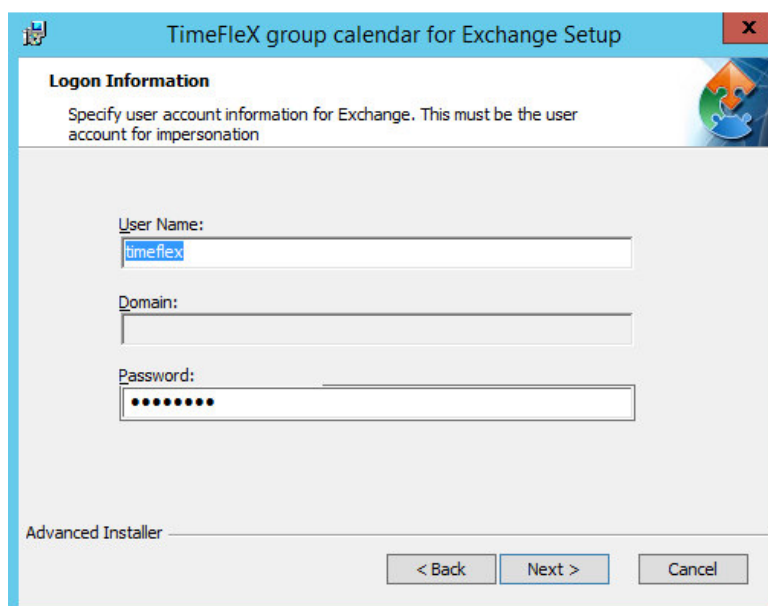 TimeFleX group calendar for Exchange Setup
x
Logon Information
Specify user account information for Exchange. This must be the user
account for impersonation
User Name:
timeflex
Domain:
Password:
••••••••
Advanced Installer
< Back
Next >
Cancel